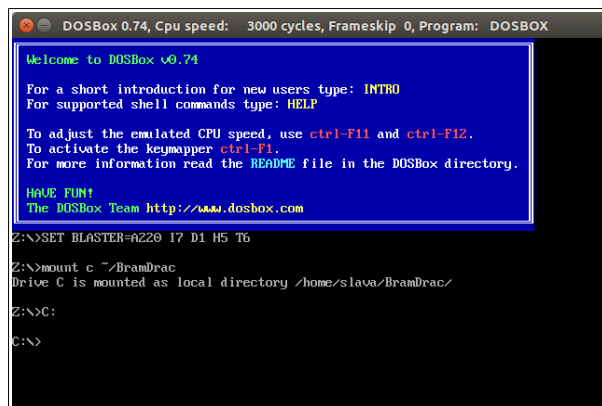 DOSBox 0.74, Cpu speed:    3000 cycles, Frameskip  0, Program:   DOSBOX
Welcome to DOSBox v0.74
For a short introduction for new users type: INTRO
For supported shell commands type: HELP
To adjust the emulated CPU speed, use ctrl-F11 and ctrl-F12.
To activate the keymapper ctrl-F1.
For more information read the README file in the DOSBox directory.
HAVE FUN!
The DOSBox Team http://www.dosbox.com
Z:\>SET BLASTER=A220 I7 D1 H5 T6
Z:\>mount c ~/BramDrac
Drive C is mounted as local directory /home/slava/BramDrac/
Z:\>C:
C:\>